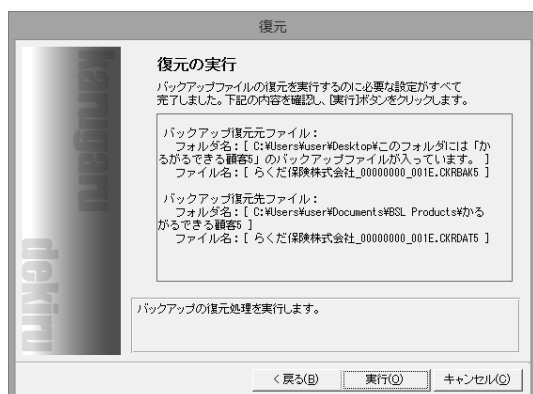 復元
karugaru
dekiru
復元の実行
バックアップファイルの復元を実行するのに必要な設定がすべて
完了しました。下記の内容を確認し、[実行]ボタンをクリックします。
バックアップ復元元ファイル：
フォルダ名：[ C:¥Users¥user¥Desktop¥このフォルダには「か
るがるできる顧客5」のバックアップファイルが入っています。 ]
ファイル名：[ らくだ保険株式会社_00000000_001E.CKRBAK5 ]
バックアップ復元先ファイル：
フォルダ名：[ C:¥Users¥user¥Documents¥BSL Products¥かる
がるできる顧客5 ]
ファイル名：[ らくだ保険株式会社_00000000_001E.CKRDAT5 ]
バックアップの復元処理を実行します。
< 戻る(B)
実行(O)
キャンセル(C)